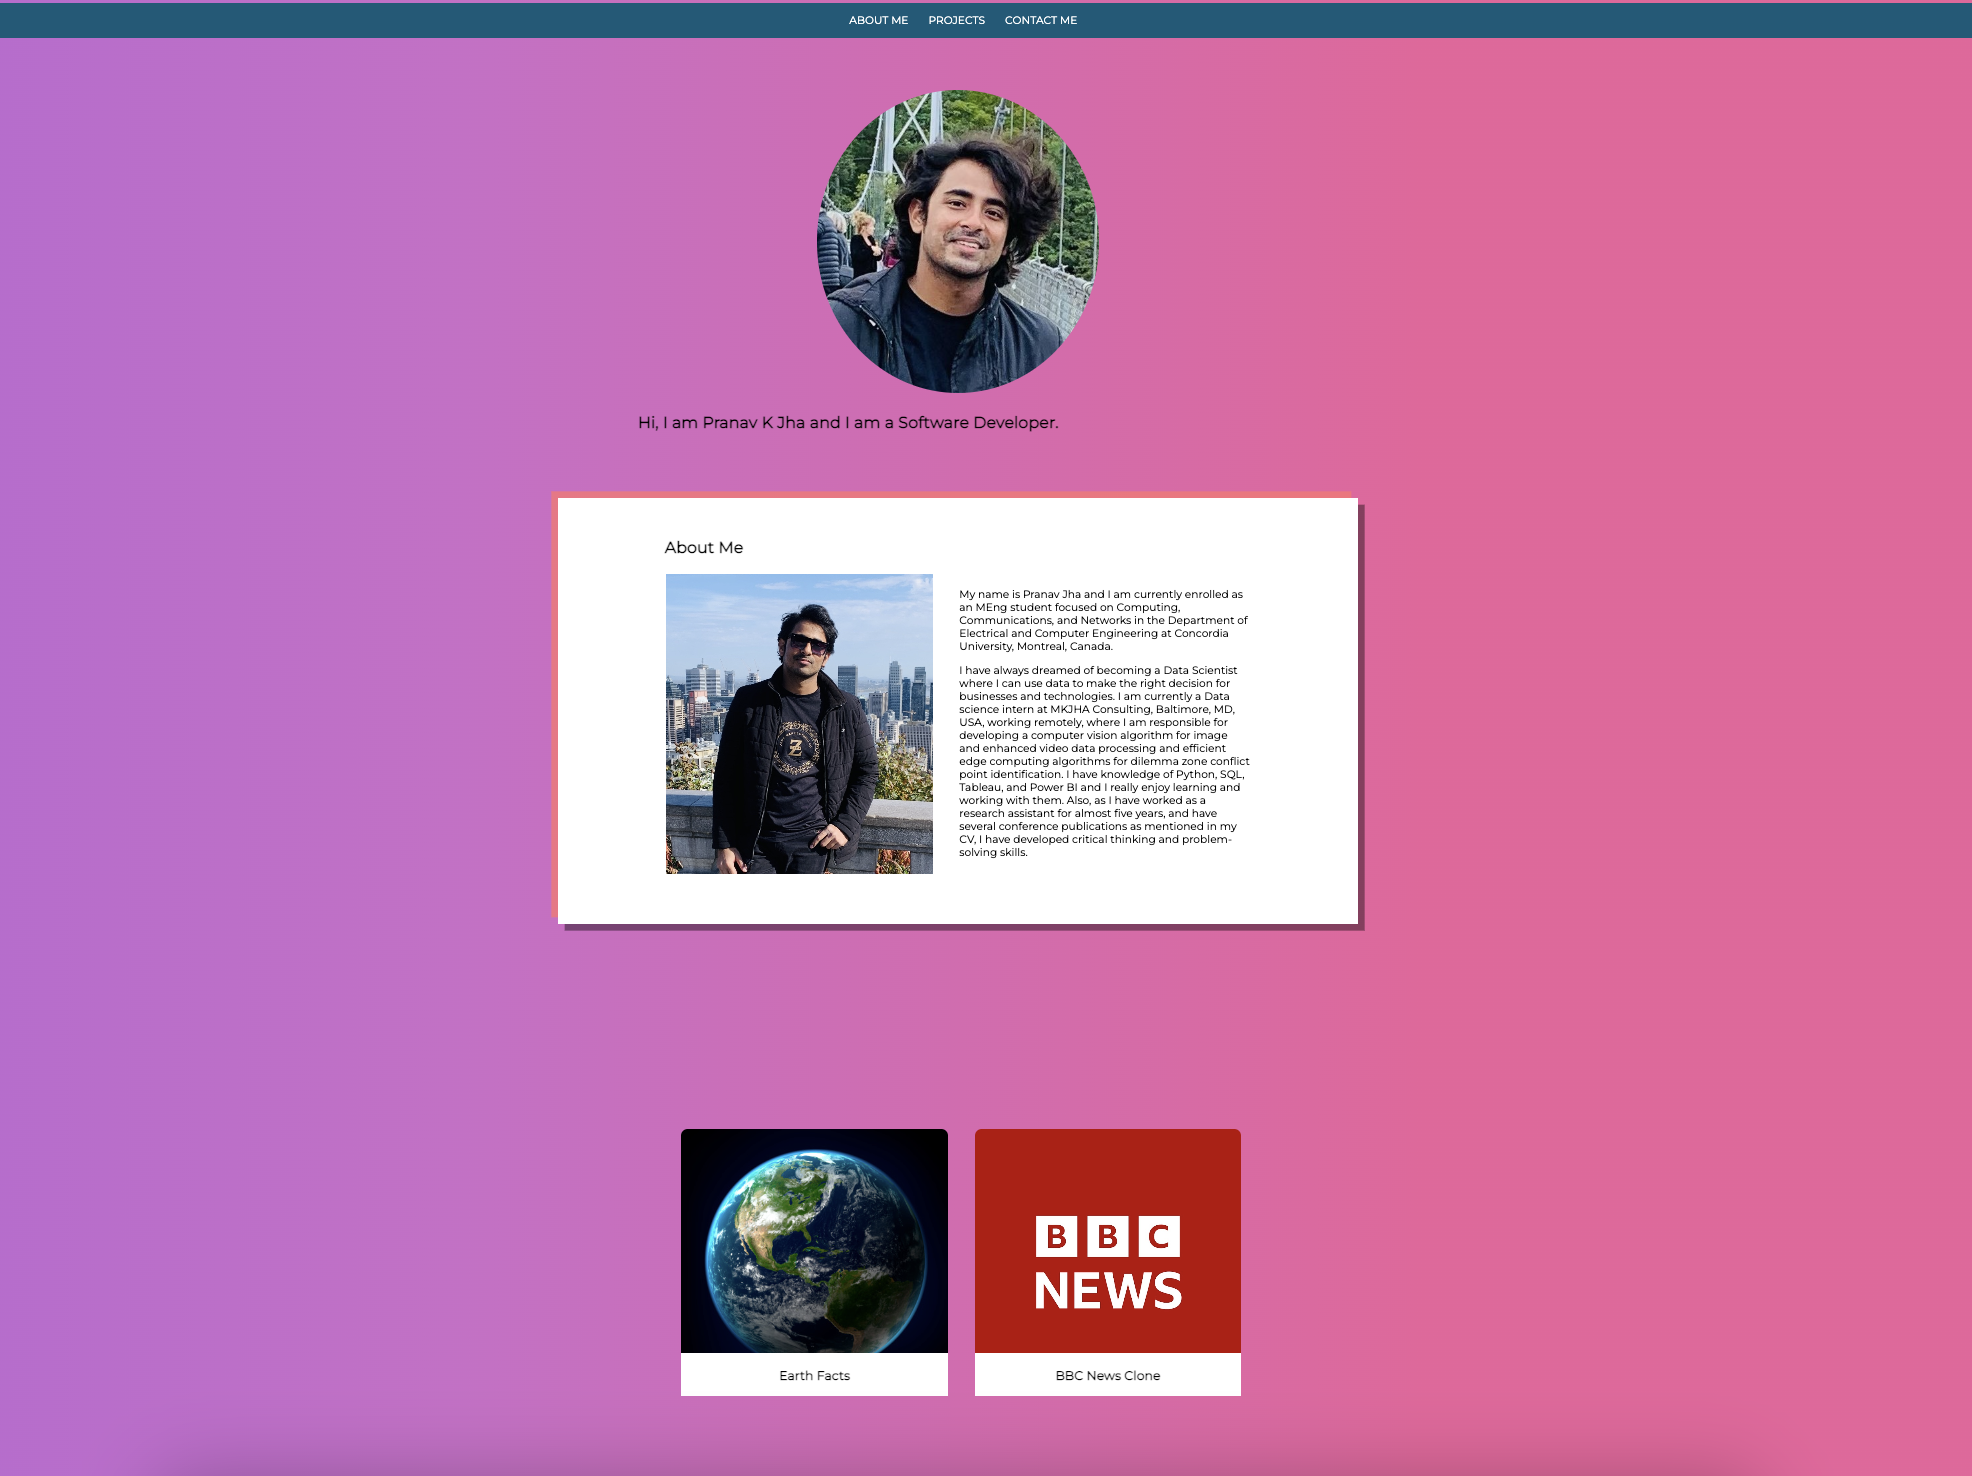 ABOUT ME PROJECTS CONTACT ME
Hi, I am Pranav K Jha and I am a Software Developer.
About Me
My name is Pranav Jha and I am currently enrolled as
an MEng student focused on Computing,
Communications, and Networks in the Department of
Electrical and Computer Engineering at Concordia
University, Montreal, Canada.
I have always dreamed of becoming a Data Scientist
where I can use data to make the right decision for
businesses and technologies. I am currently a Data
science intern at MKJHA Consulting, Baltimore, MD,
USA, working remotely, where I am responsible for
developing a computer vision algorithm for image
and enhanced video data processing and efficient
edge computing algorithms for dilemma zone conflict
point identification. I have knowledge of Python, SQL,
Tableau, and Power BI and I really enjoy learning and
working with them. Also, as I have worked as a
research assistant for almost five years, and have
several conference publications as mentioned in my
CV, I have developed critical thinking and problem-
solving skills.
BBC
NEWS
Earth Facts
BBC News Clone